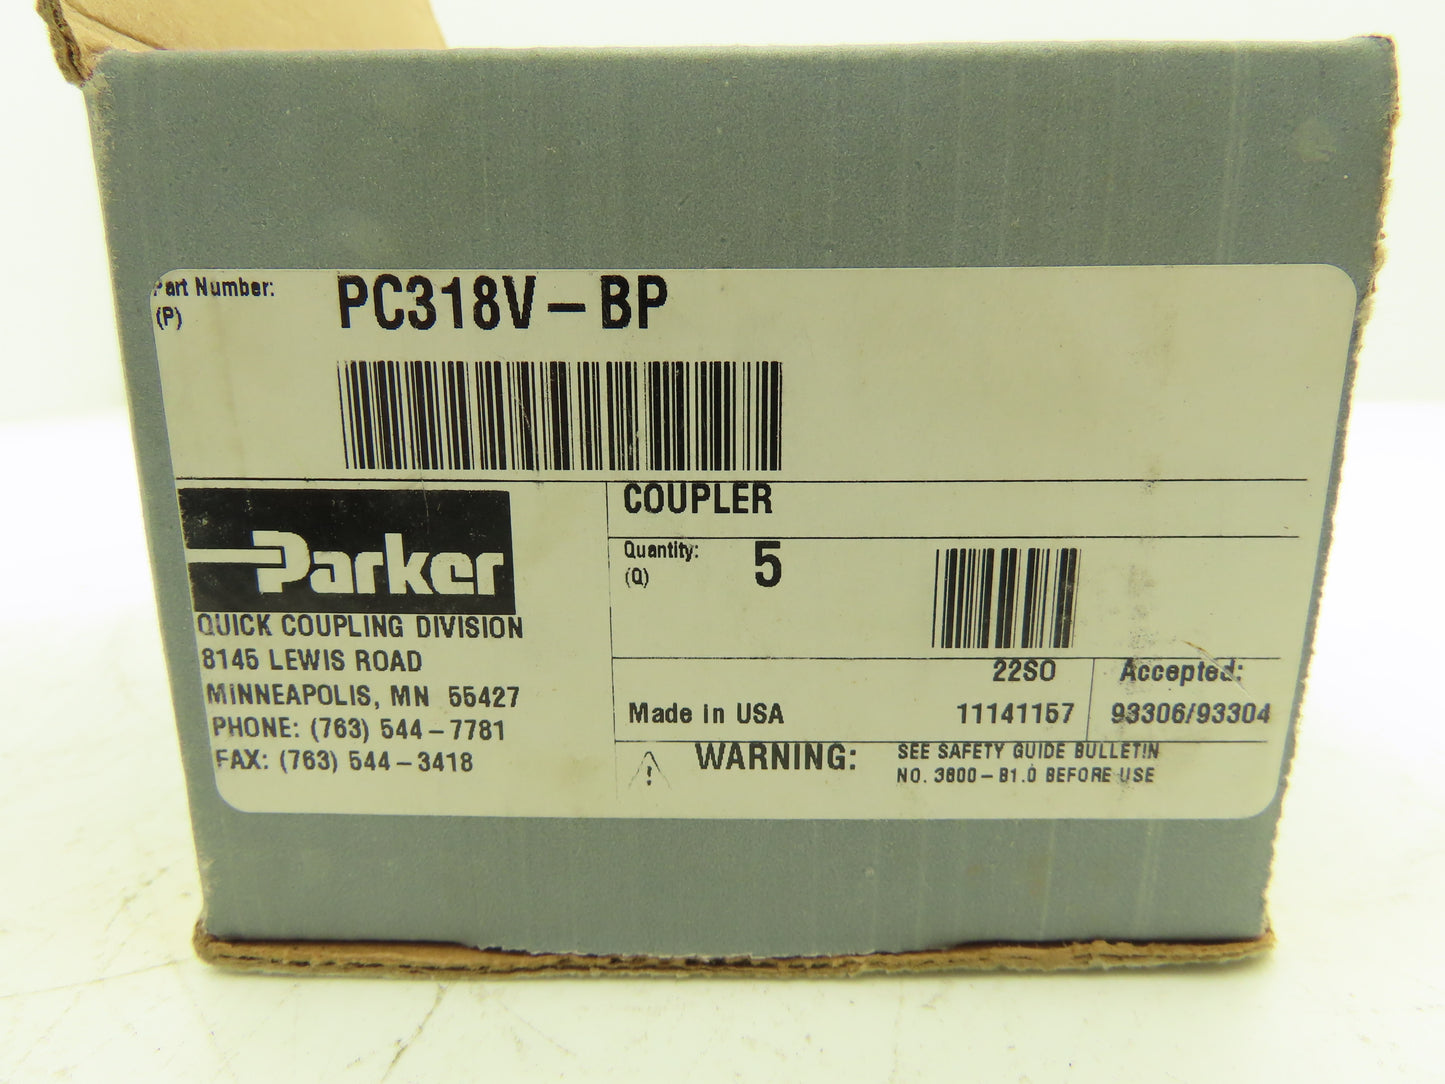 Part Number: PC318V-BP
(P)
COUPLER
Quantity: 5
(Q)
22SO
Accepted:
Made in USA
11141157
93306/93304
WARNING: SEE SAFETY GUIDE BULLETIN
NO. 3800-B1.0 BEFORE USE
Parker
QUICK COUPLING DIVISION
8145 LEWIS ROAD
MINNEAPOLIS, MN 55427
PHONE: (763) 544-7781
FAX: (763) 544-3418